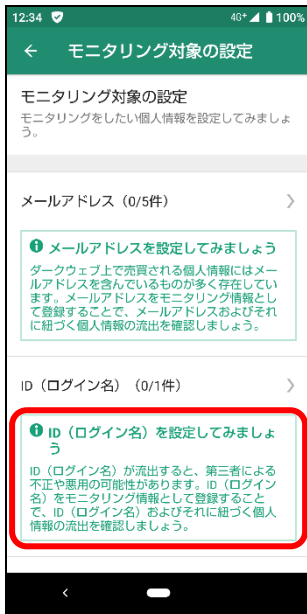 12:34 4G+ 100%
← モニタリング対象の設定
モニタリング対象の設定
モニタリングをしたい個人情報を設定してみましょ
う。
メールアドレス（0/5件）
メールアドレスを設定してみましょう
ダークウェブ上で売買される個人情報にはメー
ルアドレスを含んでいるものが多く存在してい
ます。メールアドレスをモニタリング情報とし
て登録することで、メールアドレスおよびそれ
に紐づく個人情報の流出を確認しましょう。
ID（ログイン名）（0/1件）
ID（ログイン名）を設定してみましょ
う
ID（ログイン名）が流出すると、第三者による
不正や悪用の可能性があります。ID（ログイン
名）をモニタリング情報として登録すること
で、ID（ログイン名）およびそれに紐づく個人
情報の流出を確認しましょう。